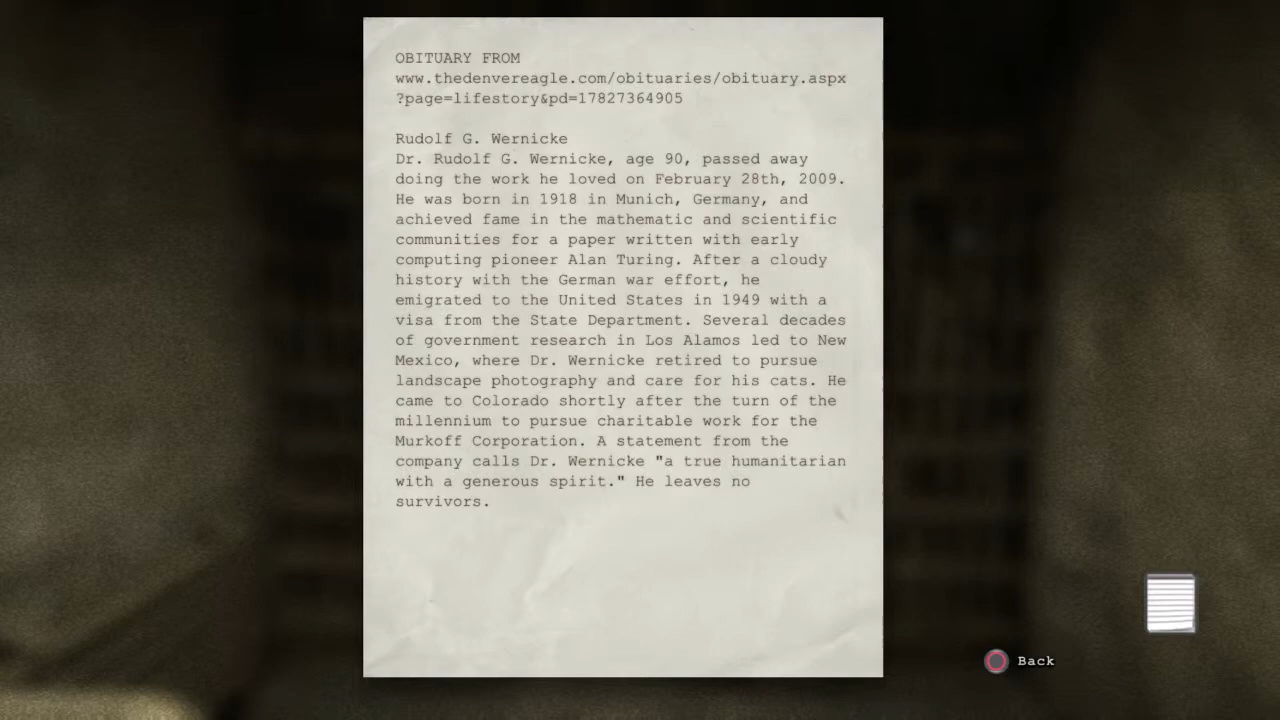 OBITUARY FROM
www.thedenvereagle.com/obituaries/obituary.aspx
?page=lifestory&pd=17827364905
Rudolf G. Wernicke
Dr. Rudolf G. Wernicke, age 90, passed away
doing the work he loved on February 28th, 2009.
He was born in 1918 in Munich, Germany, and
achieved fame in the mathematic and scientific
communities for a paper written with early
computing pioneer Alan Turing. After a cloudy
history with the German war effort, he
emigrated to the United States in 1949 with a
visa from the State Department. Several decades
of government research in Los Alamos led to New
Mexico, where Dr. Wernicke retired to pursue
landscape photography and care for his cats. He
came to Colorado shortly after the turn of the
millennium to pursue charitable work for the
Murkoff Corporation. A statement from the
company calls Dr. Wernicke "a true humanitarian
with a generous spirit." He leaves no
survivors.
Back